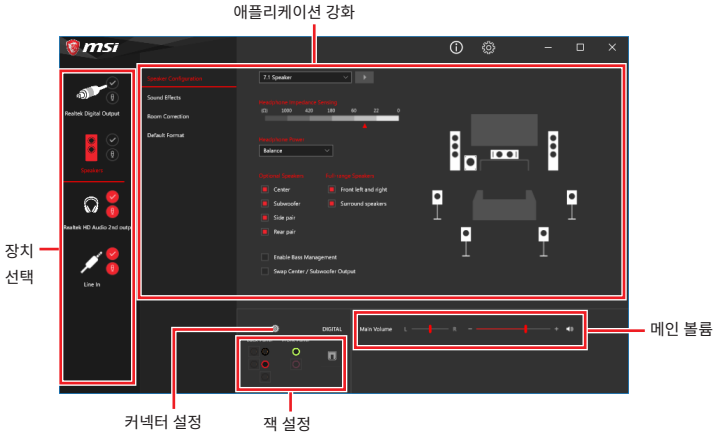 애플리케이션 강화
msi
Speaker Configuration
7.1 Speaker
Realtek Digital Output
Sound Effects
Room Correction
Default Format
Speakers
Balance
Center
Front left and right
Subwoofer
Surround speakers
Side pair
Rear pair
Realtek HD Audio 2nd outp
장치
선택
Line In
Enable Bass Management
Swap Center / Subwoofer Output
DIGITAL
Main Volume
L
R
메인 볼륨
커넥터 설정
잭 설정